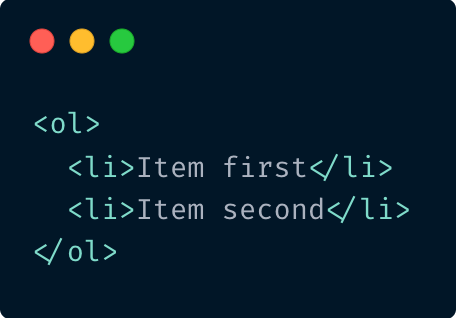 <ol>
<li>Item first</li>
<li>Item second</li>
</ol>